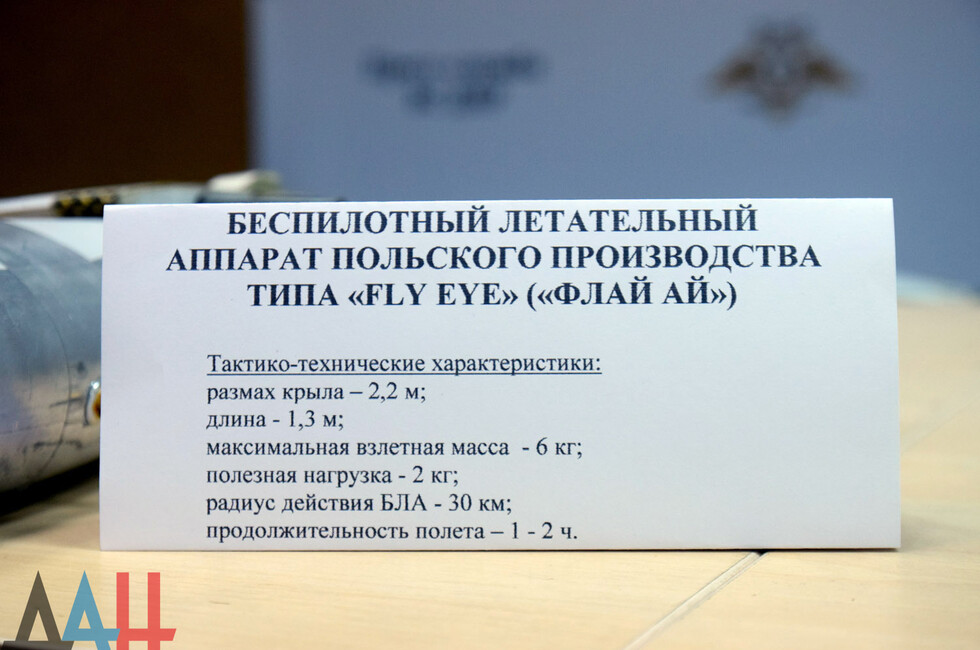 БЕСПИЛОТНЫЙ ЛЕТАТЕЛЬНЫЙ
АППАРАТ ПОЛЬСКОГО ПРОИЗВОДСТВА
ТИПА «FLY EYE» («ФЛАЙ АЙ»)
Тактико-технические характеристики:
размах крыла – 2,2 м;
длина - 1,3 м;
максимальная взлетная масса - 6 кг;
полезная нагрузка - 2 кг;
радиус действия БЛА - 30 км;
продолжительность полета – 1 - 2 ч.
ДАН